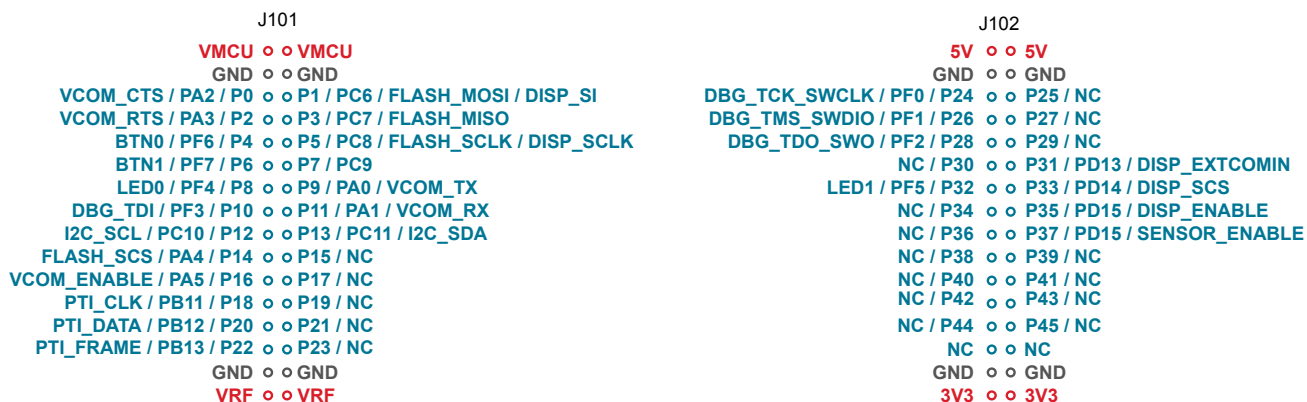 J101
VMCU VMCU
GND GND
VCOM_CTS / PA2 / P0 P1 / PC6 / FLASH_MOSI / DISP_SI
VCOM_RTS / PA3 / P2 P3 / PC7 / FLASH_MISO
BTN0 / PF6 / P4 P5 / PC8 / FLASH_SCLK / DISP_SCLK
BTN1 / PF7 / P6 P7 / PC9
LED0 / PF4 / P8 P9 / PA0 / VCOM_TX
DBG_TDI / PF3 / P10 P11 / PA1 / VCOM_RX
I2C_SCL / PC10 / P12 P13 / PC11 / I2C_SDA
FLASH_SCS / PA4 / P14 P15 / NC
VCOM_ENABLE / PA5 / P16 P17 / NC
PTI_CLK / PB11 / P18 P19 / NC
PTI_DATA / PB12 / P20 P21 / NC
PTI_FRAME / PB13 / P22 P23 / NC
GND GND
VRF VRF
J102
5V 5V
GND GND
DBG_TCK_SWCLK / PF0 / P24 P25 / NC
DBG_TMS_SWDIO / PF1 / P26 P27 / NC
DBG_TDO_SWO / PF2 / P28 P29 / NC
NC / P30 P31 / PD13 / DISP_EXTCOMIN
LED1 / PF5 / P32 P33 / PD14 / DISP_SCS
NC / P34 P35 / PD15 / DISP_ENABLE
NC / P36 P37 / PD15 / SENSOR_ENABLE
NC / P38 P39 / NC
NC / P40 P41 / NC
NC / P42 P43 / NC
NC / P44 P45 / NC
NC NC
GND GND
3V3 3V3